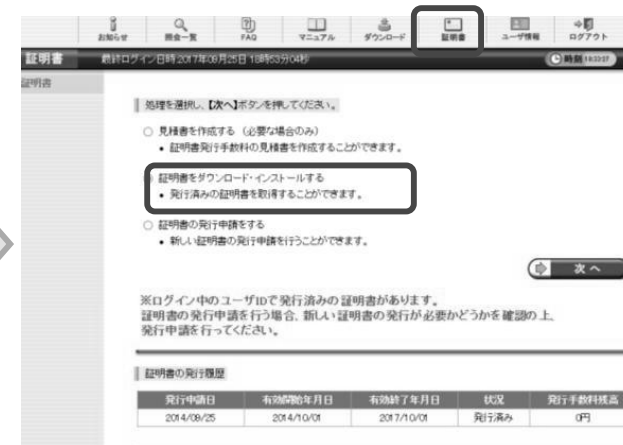 お知らせ 照会一覧 FAQ マニュアル ダウンロード 証明書 ユーザ情報 ログアウト
証明書 最終ログイン日時:2017年08月25日 18時53分04秒 時刻
証明書
処理を選択し、【次へ】ボタンを押してください。
見積書を作成する (必要な場合のみ)
• 証明書発行手数料の見積書を作成することができます。
証明書をダウンロード・インストールする
• 発行済みの証明書を取得することができます。
証明書の発行申請をする
• 新しい証明書の発行申請を行うことができます。
次へ
※ログイン中のユーザIDで発行済みの証明書があります。
証明書の発行申請を行う場合、新しい証明書の発行が必要かどうかを確認の上、
発行申請を行ってください。
証明書の発行履歴
発行申請日 有効開始年月日 有効終了年月日 状況 発行手数料残高
2014/09/25 2014/10/01 2017/10/01 発行済み 0円